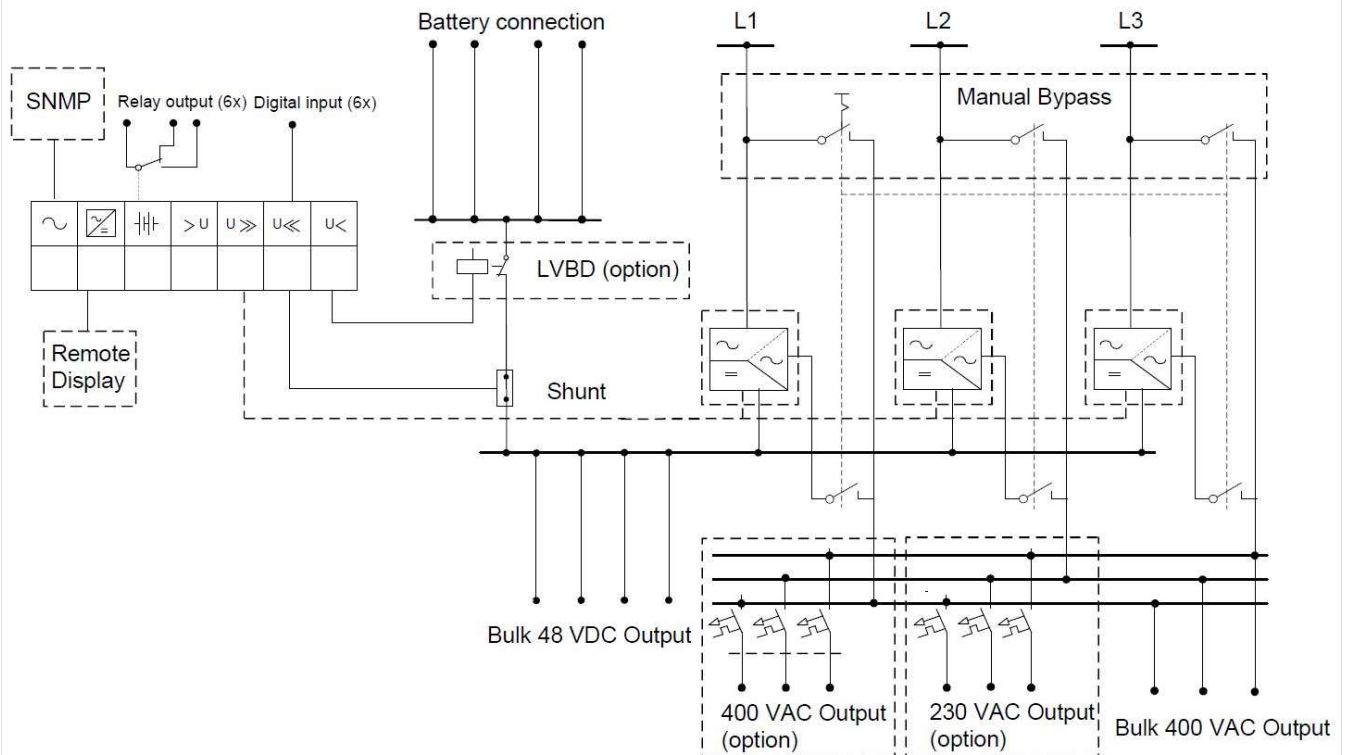 Battery connection
L1
L2
L3
SNMP
Relay output (6x)
Digital input (6x)
Manual Bypass
>U
U>>
U<<
U<
LVBD (option)
Remote
Display
Shunt
Bulk 48 VDC Output
400 VAC Output
(option)
230 VAC Output
(option)
Bulk 400 VAC Output